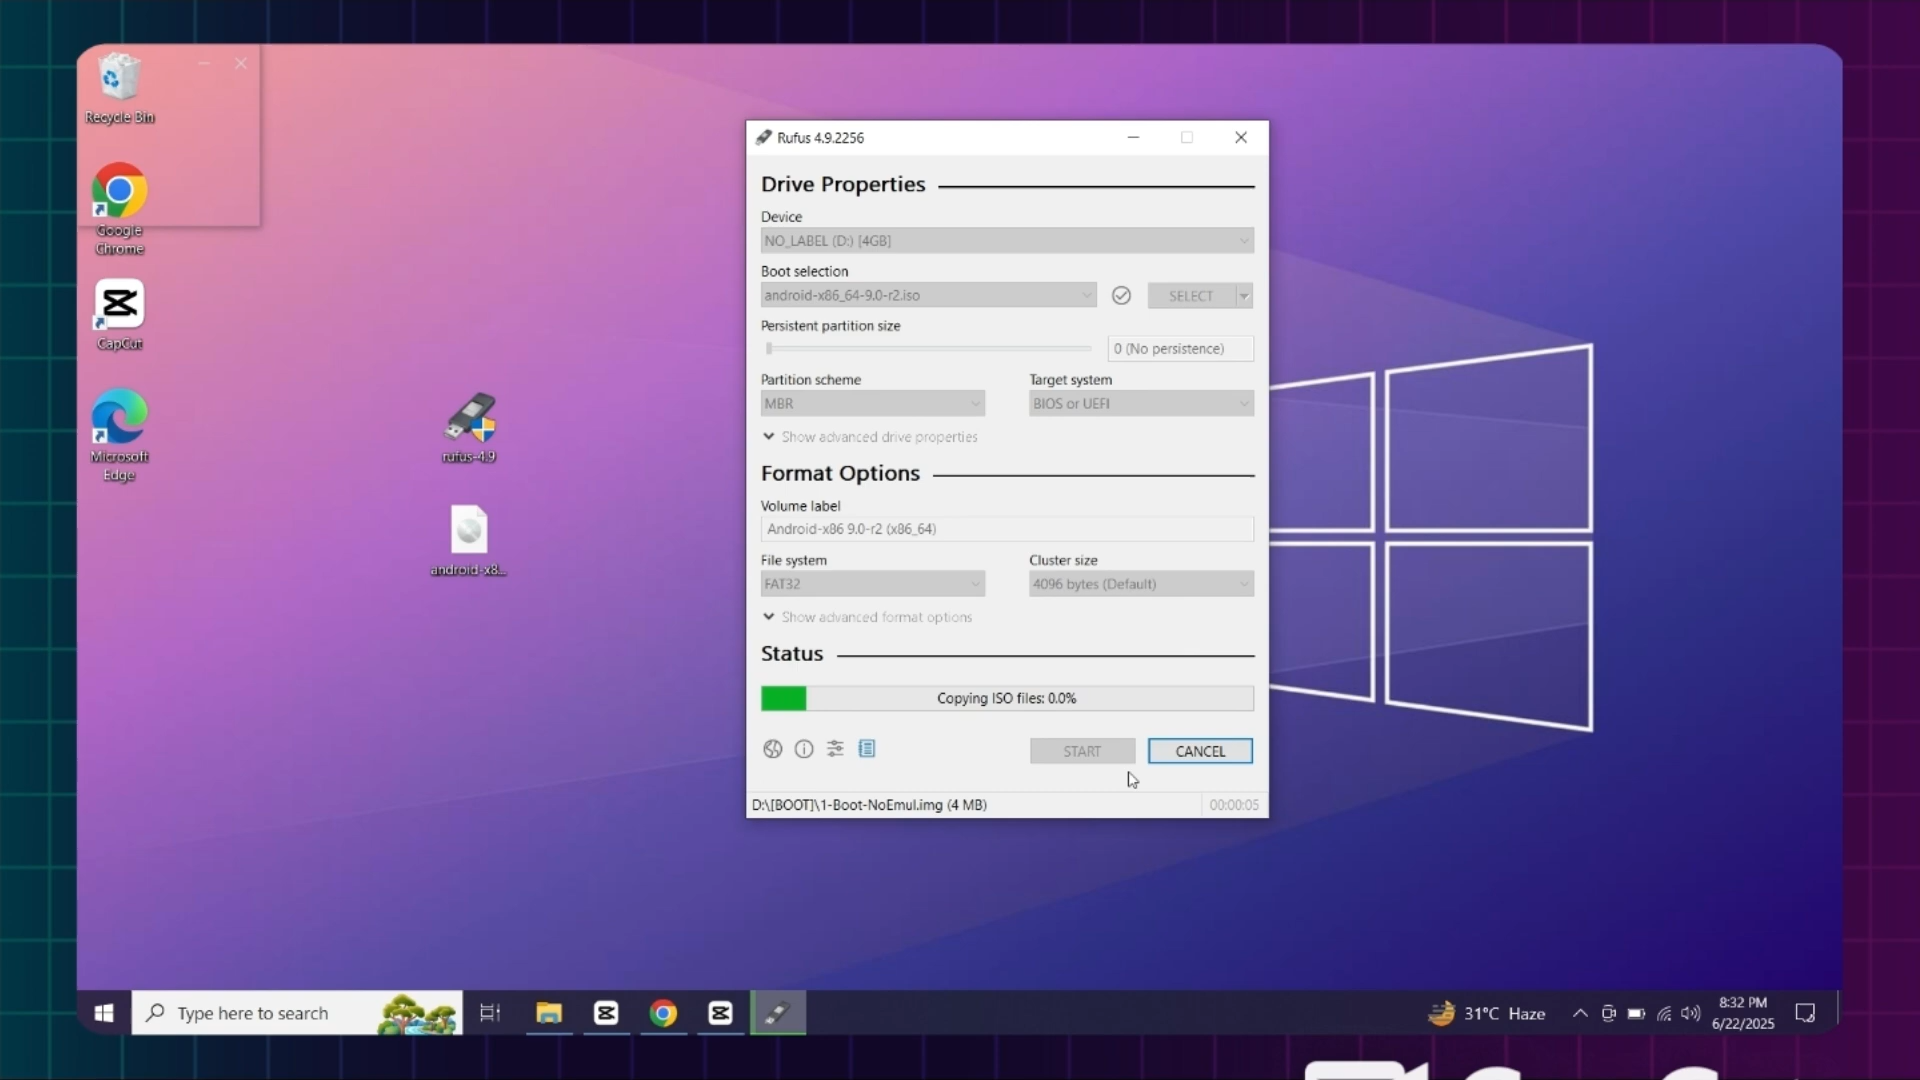 Recycle Bin
Google
Chrome
CapCut
Microsoft
Edge
rufus-4.9
android-x8...
Rufus 4.9.2256
Drive Properties
Device
NO_LABEL (D:) [4GB]
Boot selection
android-x86_64-9.0-r2.iso
SELECT
Persistent partition size
0 (No persistence)
Partition scheme
Target system
MBR
BIOS or UEFI
Show advanced drive properties
Format Options
Volume label
Android-x86 9.0-r2 (x86_64)
File system
Cluster size
FAT32
4096 bytes (Default)
Show advanced format options
Status
Copying ISO files: 0.0%
START
CANCEL
D:\[BOOT]\1-Boot-NoEmul.img (4 MB)
00:00:05
Type here to search
31°C Haze
8:32 PM
6/22/2025